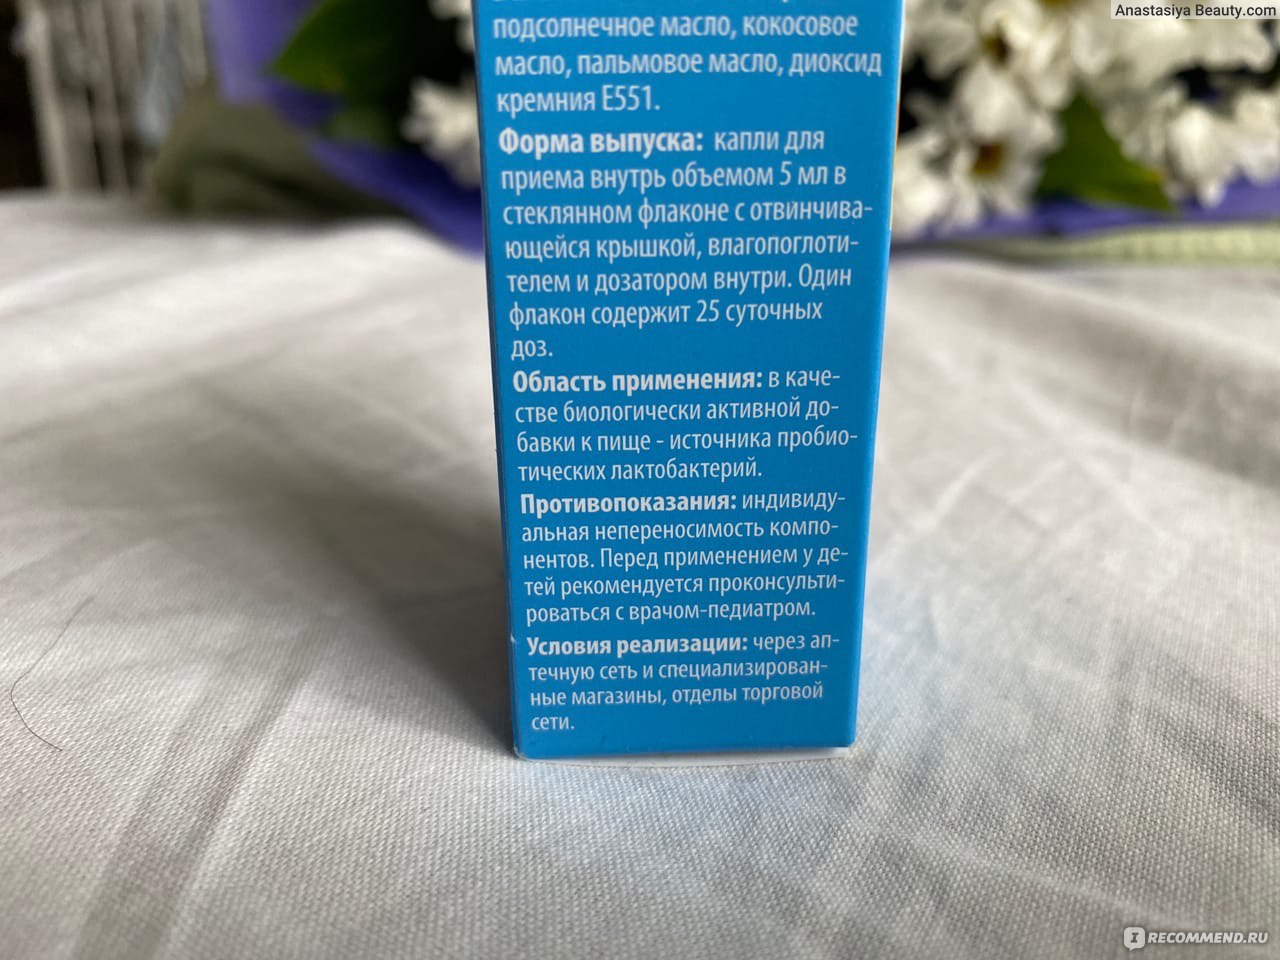 Anastasiya Beauty.com
подсолнечное масло, кокосовое
масло, пальмовое масло, диоксид
кремния Е551.
Форма выпуска: капли для
приема внутрь объемом 5 мл в
стеклянном флаконе с отвинчива-
ющейся крышкой, влагопоглоти-
телем и дозатором внутри. Один
флакон содержит 25 суточных
доз.
Область применения: в каче-
стве биологически активной до-
бавки к пище - источника пробио-
тических лактобактерий.
Противопоказания: индивиду-
альная непереносимость компо-
нентов. Перед применением у де-
тей рекомендуется проконсульти-
роваться с врачом-педиатром.
Условия реализации: через ап-
течную сеть и специализирован-
ные магазины, отделы торговой
сети.
IRECOMMEND.RU